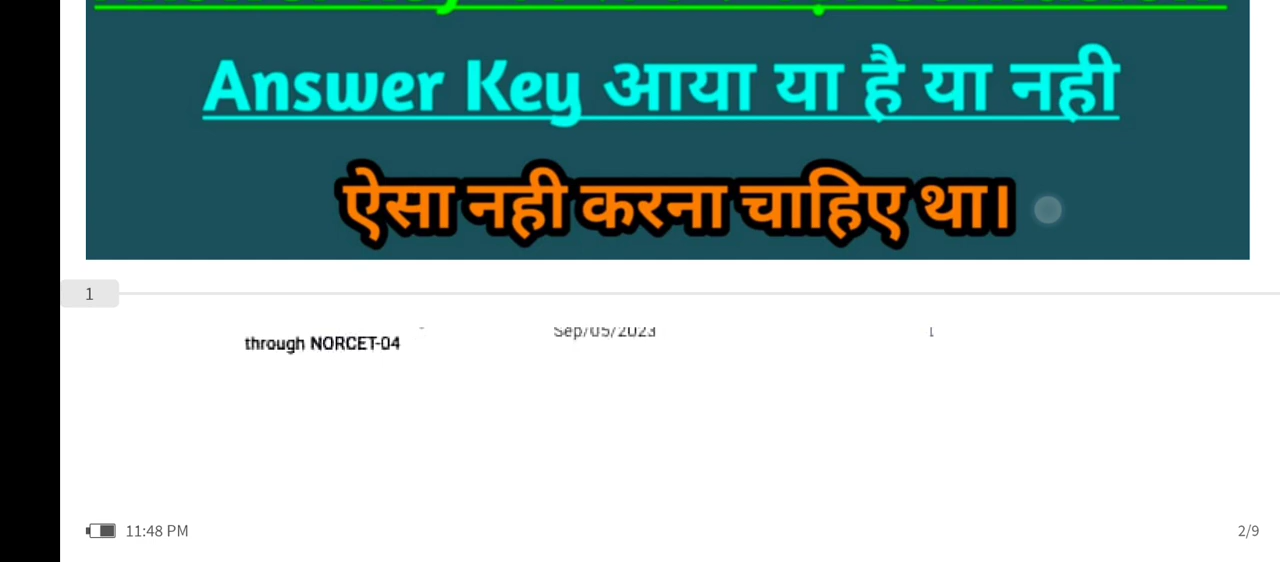 Answer Key आया या है या नही
ऐसा नही करना चाहिए था।
1
Sep/05/2023
through NORCET-04
11:48 PM
2/9